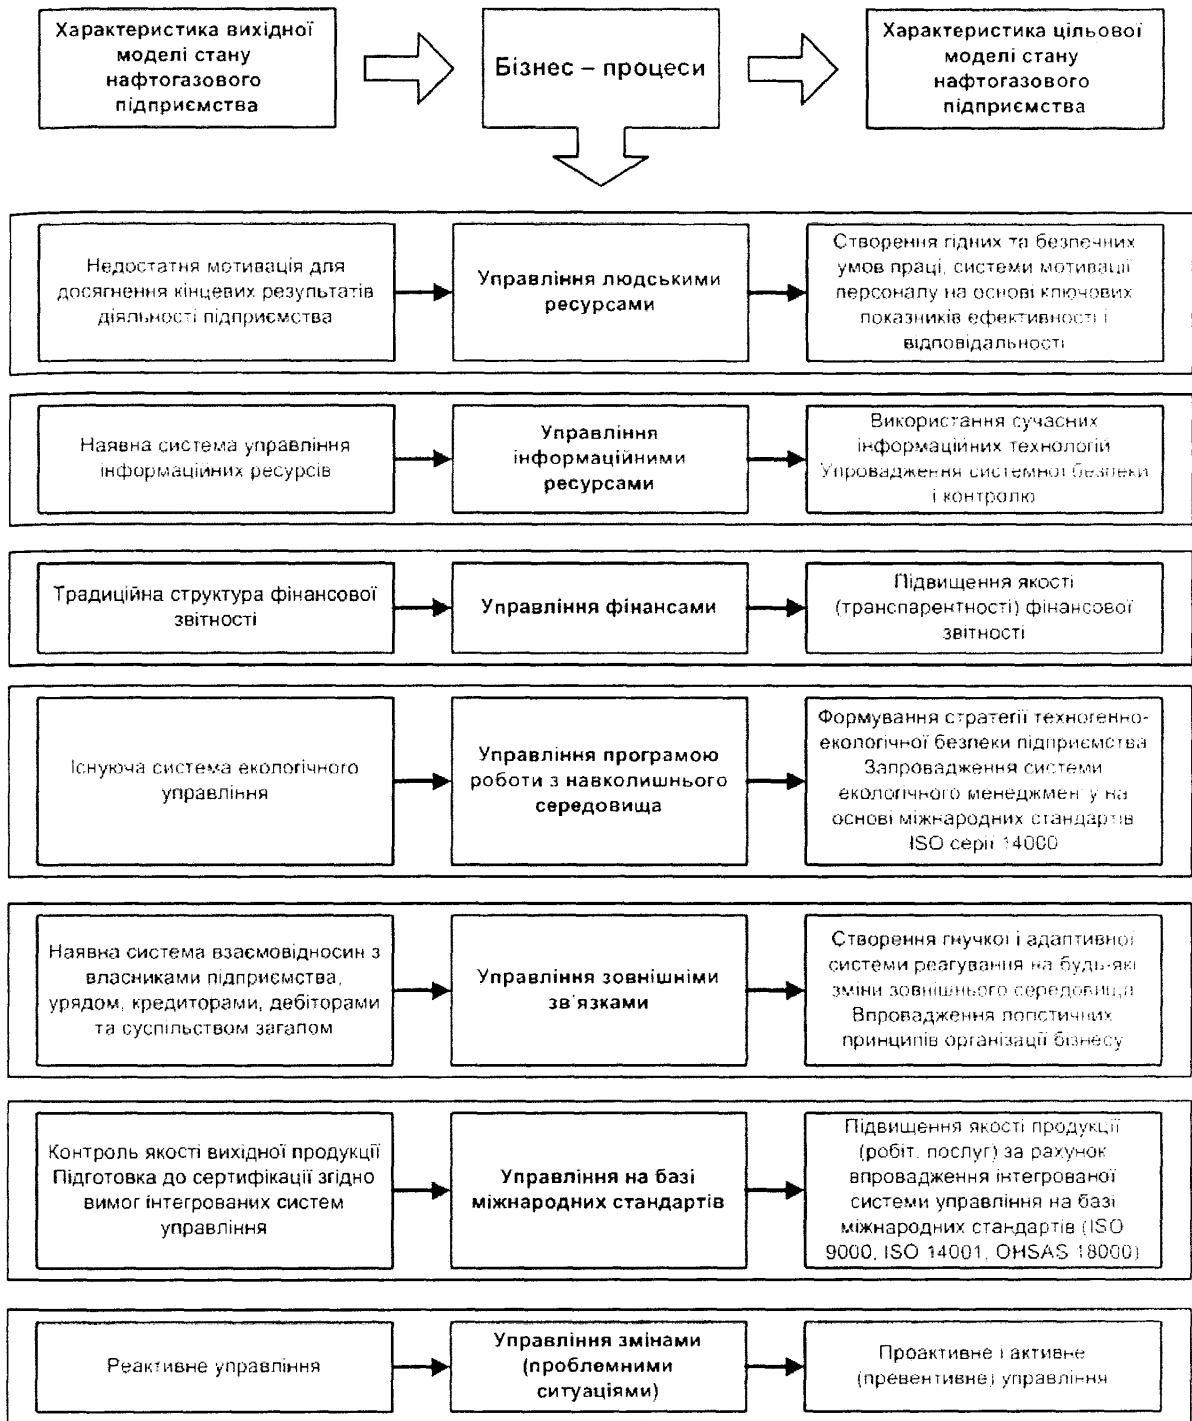 Характеристика вихідної
моделі стану
нафтогазового
підприємства
Бізнес – процеси
Характеристика цільової
моделі стану
нафтогазового
підприємства
Недостатня мотивація для
досягнення кінцевих результатів
діяльності підприємства
Управління людськими
ресурсами
Створення гідних та безпечних
умов праці, системи мотивації
персоналу на основі ключових
показників ефективності і
відповідальності
Наявна система управління
інформаційних ресурсів
Управління
інформаційними
ресурсами
Використання сучасних
інформаційних технологій
Упровадження системної безпеки
і контролю
Традиційна структура фінансової
звітності
Управління фінансами
Підвищення якості
(транспарентності) фінансової
звітності
Існуюча система екологічного
управління
Управління програмою
роботи з навколишнього
середовища
Формування стратегії техногенно-
екологічної безпеки підприємства
Запровадження системи
екологічного менеджмен у на
основі міжнародних стандартів
ISO серії 14000
Наявна система взаємовідносин з
власниками підприємства,
урядом, кредиторами, дебіторами
та суспільством загалом
Управління зовнішніми
зв'язками
Створення гнучкої і адаптивної
системи реагування на будь-які
зміни зовнішнього середовища
Впровадження логістичних
принципів організації бізнесу
Контроль якості вихідної продукції
Підготовка до сертифікації згідно
вимог інтегрованих систем
управління
Управління на базі
міжнародних стандартів
Підвищення якості продукції
(робіт, послуг) за рахунок
впровадження інтегрованої
системи управління на базі
міжнародних стандартів (ISO
9000, ISO 14001, OHSAS 18000)
Реактивне управління
Управління змінами
(проблемними
ситуаціями)
Проактивне і активне
(превентивне) управління